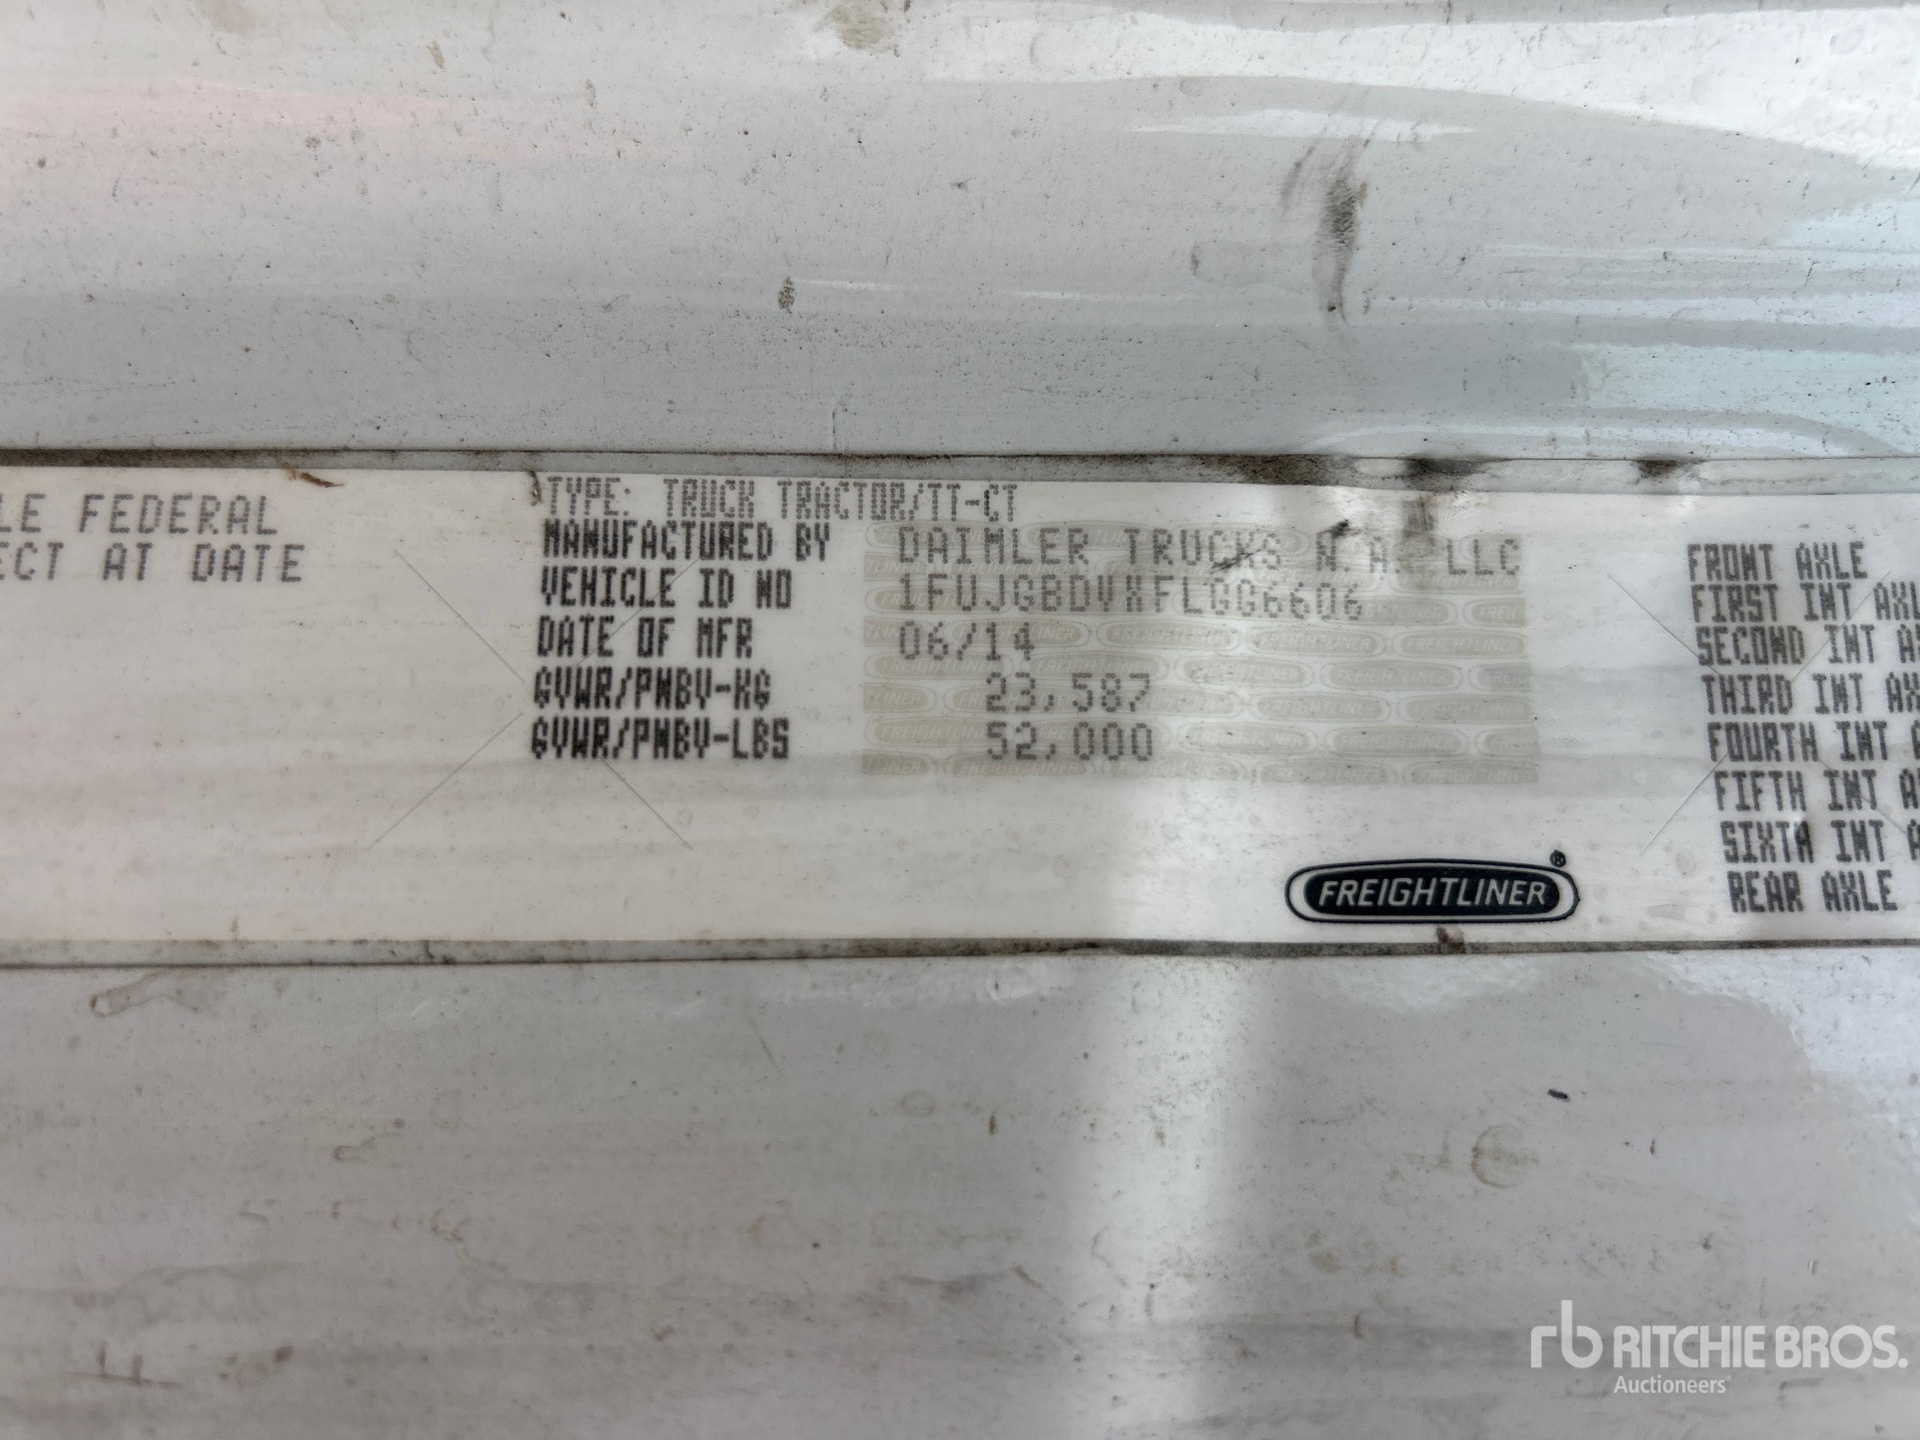 LE FEDERAL
ECT AT DATE
TYPE: TRUCK TRACTOR/TT-CT
MANUFACTURED BY DAIMLER TRUCKS N.A. LLC
VEHICLE ID NO 1FUJGBDVXFLGG6606
DATE OF MFR 06/14
GVWR/PNBV-KG 23,587
GVWR/PNBV-LBS 52,000
FREIGHTLINER®
FRONT AXLE
FIRST INT AXL
SECOND INT AX
THIRD INT AX
FOURTH INT A
FIFTH INT A
SIXTH INT A
REAR AXLE
rb RITCHIE BROS.
Auctioneers